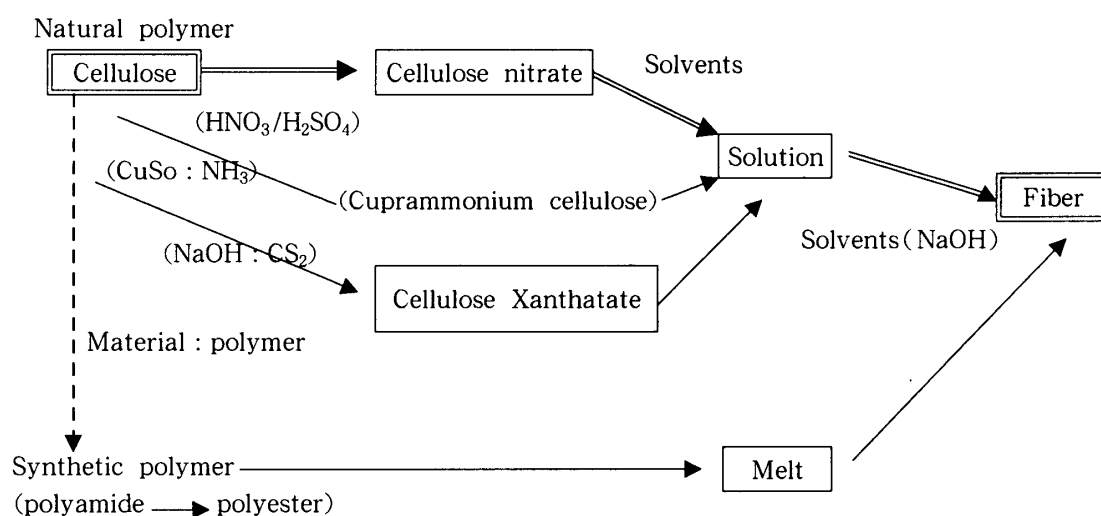 Natural polymer
Cellulose
Cellulose nitrate
Solvents
(HNO₃/H₂SO₄)
(CuSo : NH₃)
Solution
(Cuprammonium cellulose)
Fiber
Solvents(NaOH)
(NaOH : CS₂)
Cellulose Xanthatate
Material : polymer
Synthetic polymer
Melt
(polyamide → polyester)